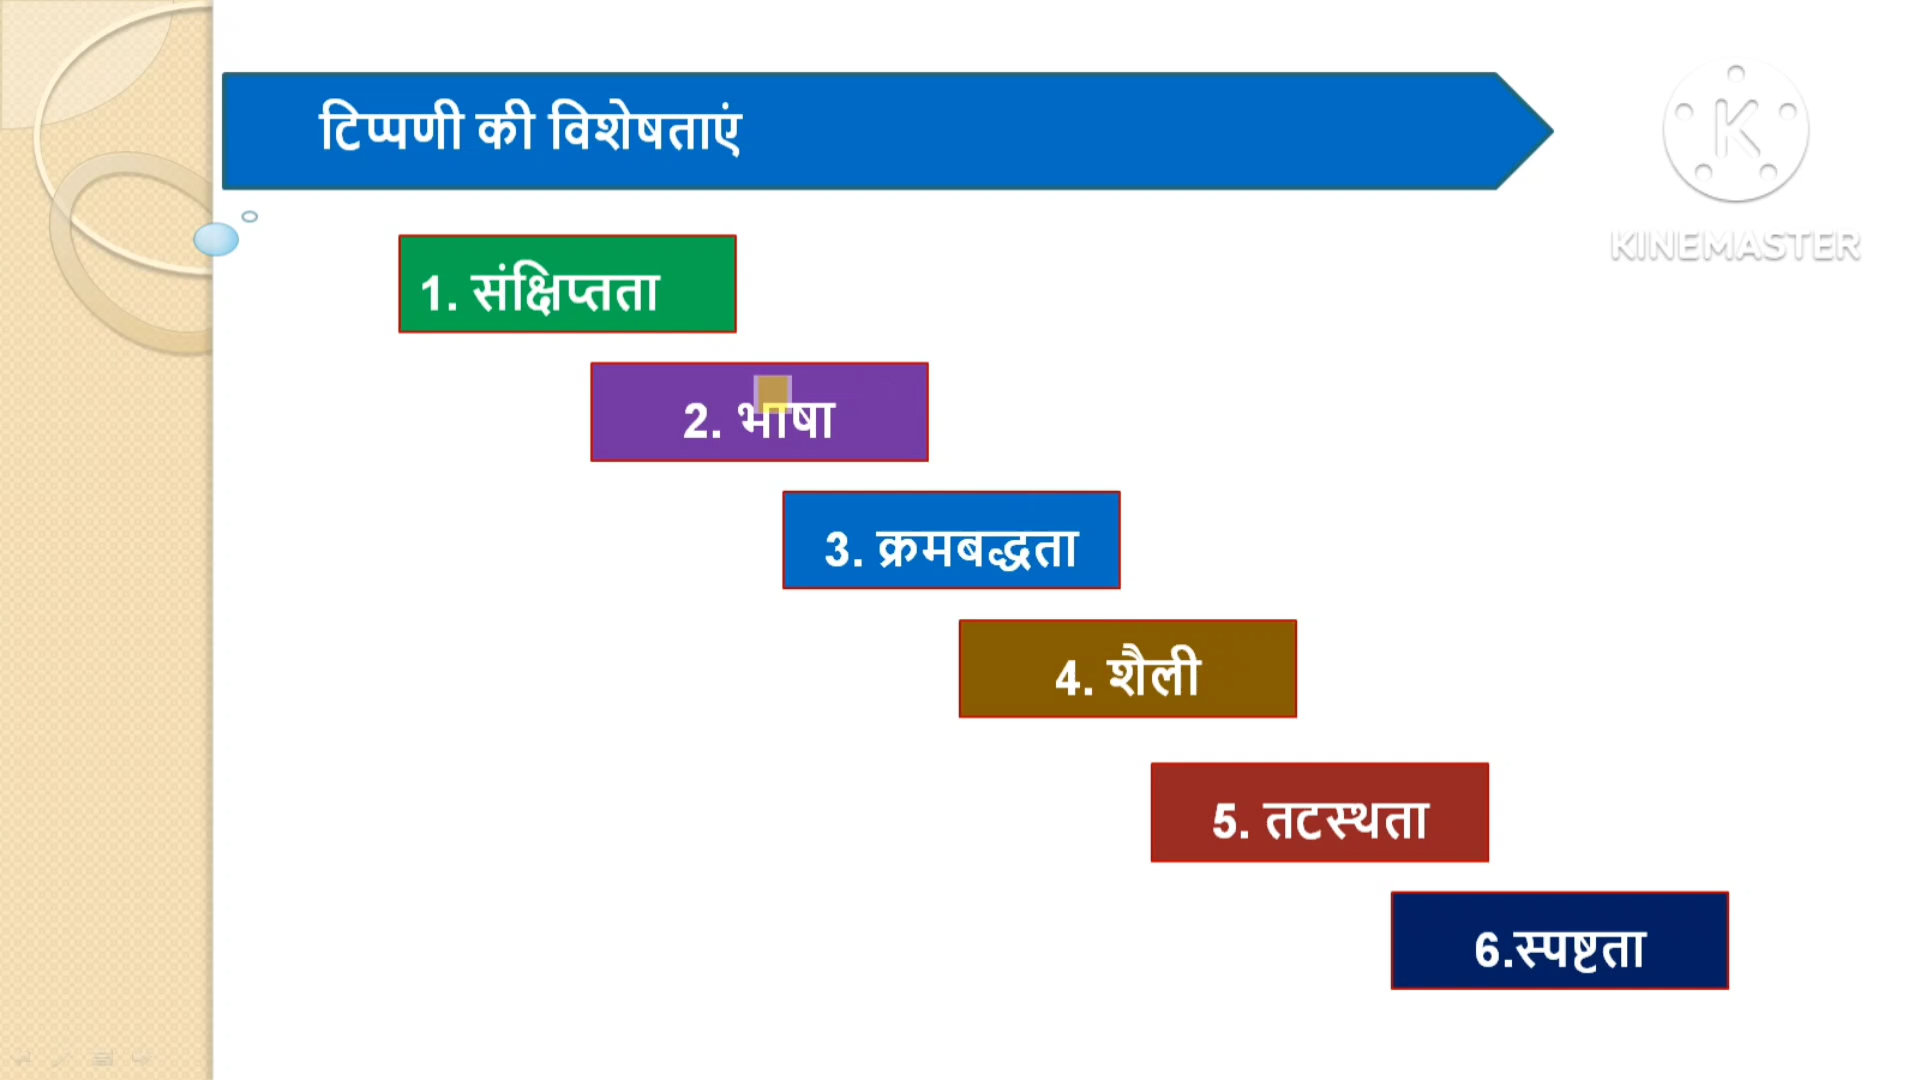 टिप्पणी की विशेषताएं
KINEMASTER
1. संक्षिप्तता
2. भाषा
3. क्रमबद्धता
4. शैली
5. तटस्थता
6.स्पष्टता